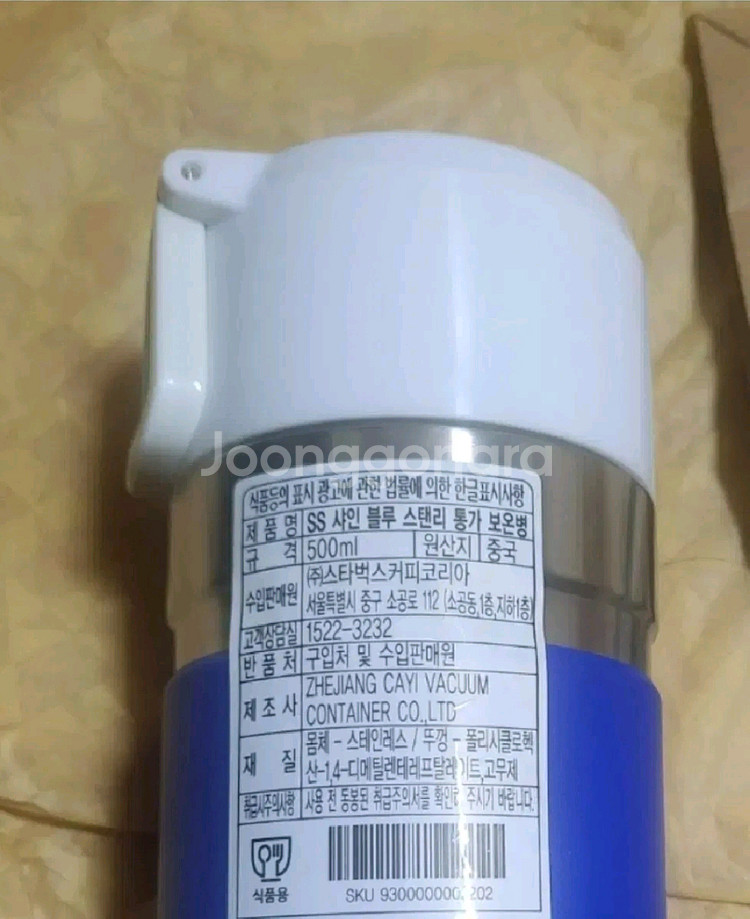 Joonggonara
식품등의 표시 광고에 관한 법률에 의한 한글표시사항
제품명 SS 샤인 블루 스탠리 통가 보온병
규격 500ml 원산지 중국
수입판매원 ㈜스타벅스커피코리아
서울특별시 중구 소공로 112 (소공동,1층,지하1층)
고객상담실 1522-3232
반품처 구입처 및 수입판매원
제조사 ZHEJIANG CAYI VACUUM
CONTAINER CO.,LTD
재질 몸체 - 스테인레스 / 뚜껑 - 폴리시클로헥
산-1,4-디메틸렌테레프탈레이트,고무제
취급시주의사항 사용 전 동봉된 취급주의서를 확인해 주시기 바랍니다.
식품용
SKU